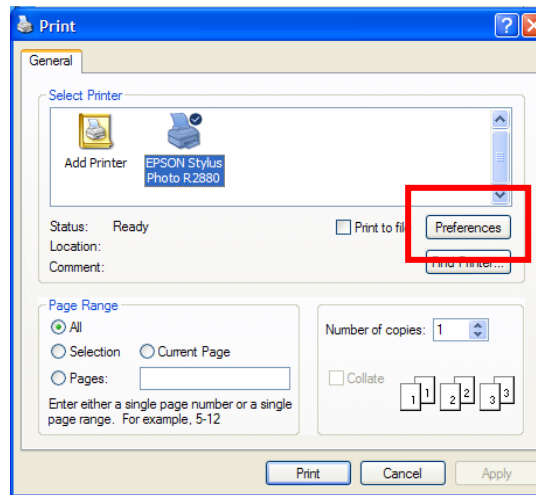 Print
General
Select Printer
Add Printer
EPSON Stylus
Photo R2880
Status: Ready
Location:
Comment:
Print to file
Preferences
Find Printer...
Page Range
All
Selection
Current Page
Pages:
Enter either a single page number or a single
page range. For example, 5-12
Number of copies: 1
Collate
1 1 2 2 3 3
Print
Cancel
Apply